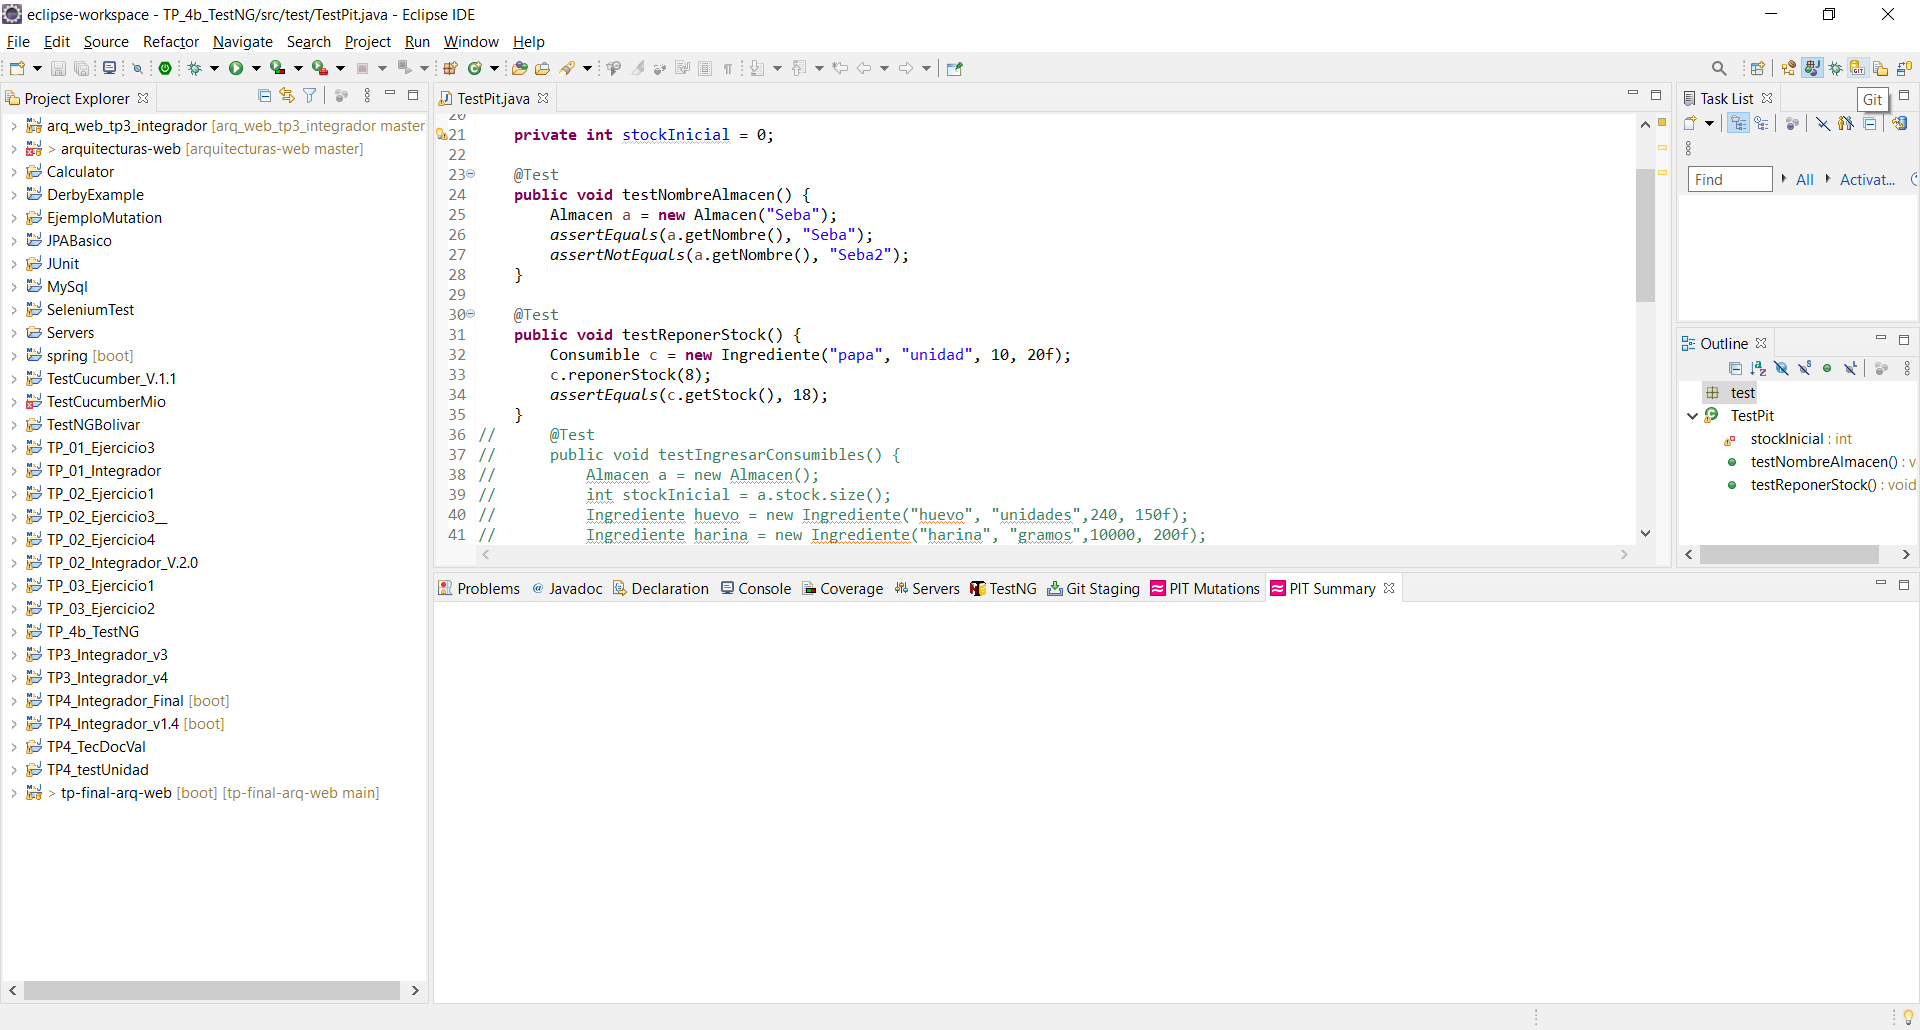 eclipse-workspace - TP_4b_TestNG/src/test/TestPit.java - Eclipse IDE
File Edit Source Refactor Navigate Search Project Run Window Help
Project Explorer
arq_web_tp3_integrador [arq_web_tp3_integrador master
> arquitecturas-web [arquitecturas-web master]
Calculator
DerbyExample
EjemploMutation
JPABasico
JUnit
MySql
SeleniumTest
Servers
spring [boot]
TestCucumber_V.1.1
TestCucumberMio
TestNGBolivar
TP_01_Ejercicio3
TP_01_Integrador
TP_02_Ejercicio1
TP_02_Ejercicio3__
TP_02_Ejercicio4
TP_02_Integrador_V.2.0
TP_03_Ejercicio1
TP_03_Ejercicio2
TP_4b_TestNG
TP3_Integrador_v3
TP3_Integrador_v4
TP4_Integrador_Final [boot]
TP4_Integrador_v1.4 [boot]
TP4_TecDocVal
TP4_testUnidad
> tp-final-arq-web [boot] [tp-final-arq-web main]
TestPit.java
20
21 private int stockInicial = 0;
22
23 @Test
24 public void testNombreAlmacen() {
25 Almacen a = new Almacen("Seba");
26 assertEquals(a.getNombre(), "Seba");
27 assertNotEquals(a.getNombre(), "Seba2");
28 }
29
30 @Test
31 public void testReponerStock() {
32 Consumible c = new Ingrediente("papa", "unidad", 10, 20f);
33 c.reponerStock(8);
34 assertEquals(c.getStock(), 18);
35 }
36 // @Test
37 // public void testIngresarConsumibles() {
38 // Almacen a = new Almacen();
39 // int stockInicial = a.stock.size();
40 // Ingrediente huevo = new Ingrediente("huevo", "unidades",240, 150f);
41 // Ingrediente harina = new Ingrediente("harina", "gramos",10000, 200f);
Problems Javadoc Declaration Console Coverage Servers TestNG Git Staging PIT Mutations PIT Summary
Task List
Git
Find All Activat...
Outline
test
TestPit
stockInicial : int
testNombreAlmacen() : v
testReponerStock() : void